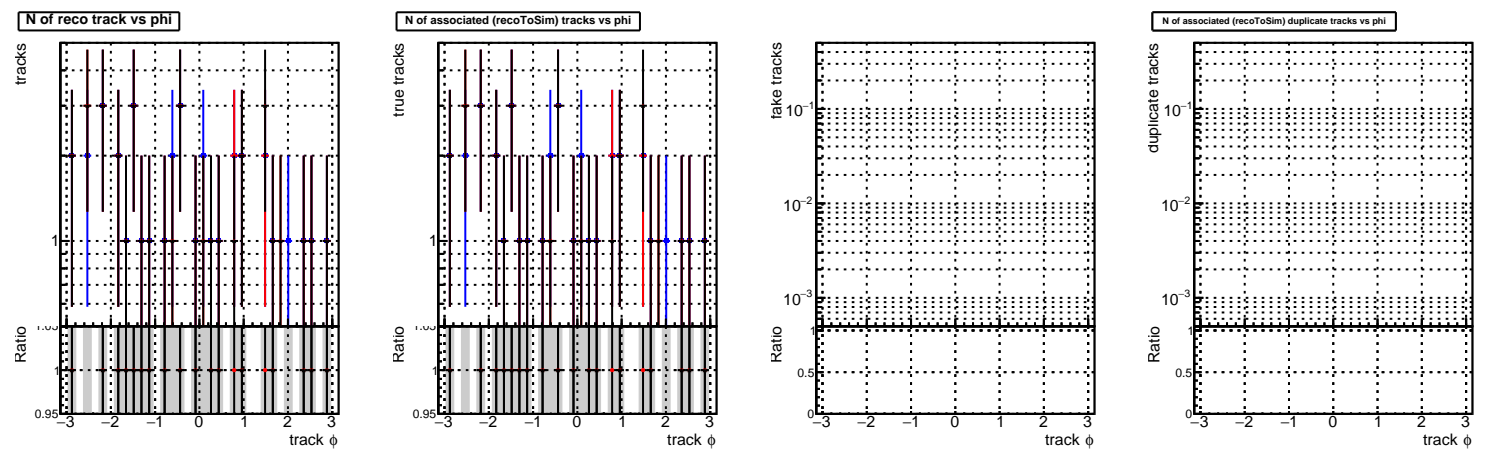 N of reco track vs phi
tracks
1
Ratio
1.05
1
0.95
−3 −2 −1 0 1 2 3
track ϕ
N of associated (recoToSim) tracks vs phi
true tracks
1
Ratio
1.05
1
0.95
−3 −2 −1 0 1 2 3
track ϕ
fake tracks
10⁻¹
10⁻²
10⁻³
Ratio
1
0.5
0
−3 −2 −1 0 1 2 3
track ϕ
N of associated (recoToSim) duplicate tracks vs phi
duplicate tracks
10⁻¹
10⁻²
10⁻³
Ratio
1
0.5
0
−3 −2 −1 0 1 2 3
track ϕ